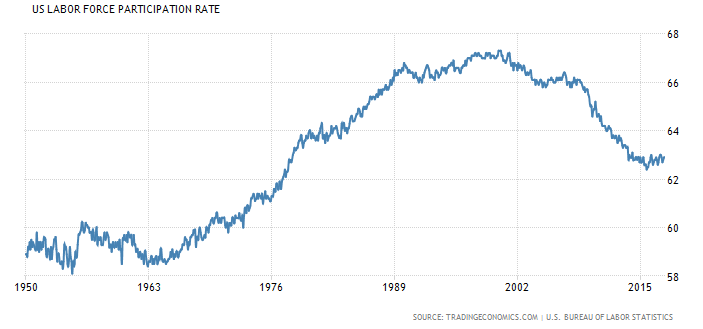 US LABOR FORCE PARTICIPATION RATE
68
66
64
62
60
58
1950 1963 1976 1989 2002 2015
SOURCE: TRADINGECONOMICS.COM | U.S. BUREAU OF LABOR STATISTICS